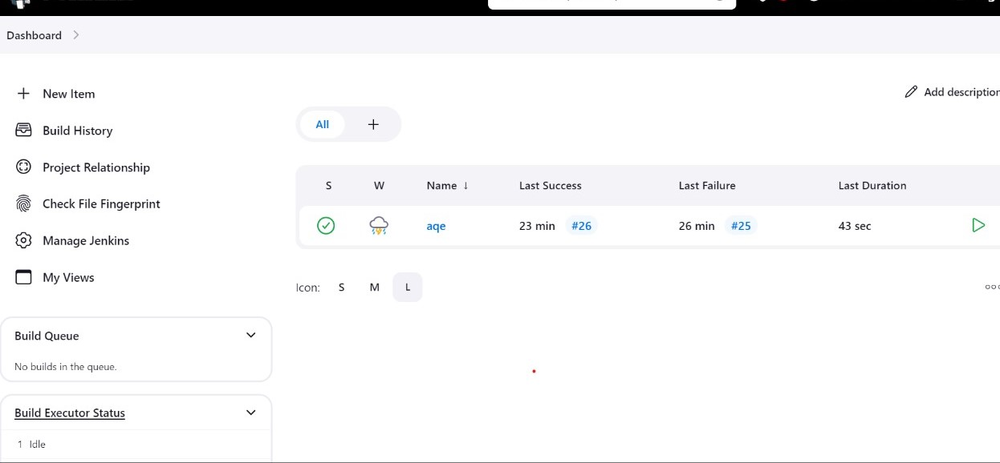 Dashboard
New Item
Build History
Project Relationship
Check File Fingerprint
Manage Jenkins
My Views
Build Queue
No builds in the queue.
Build Executor Status
1 Idle
Add description
All
S W Name ↓ Last Success Last Failure Last Duration
aqe 23 min #26 26 min #25 43 sec
Icon: S M L